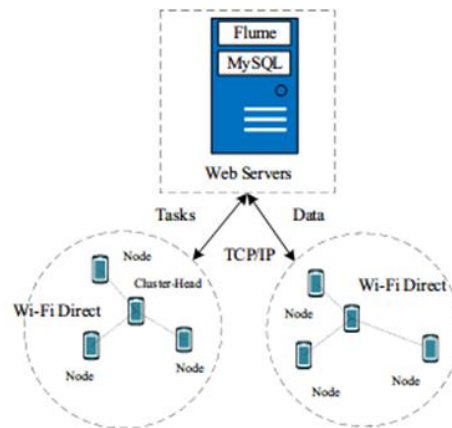 Flume
MySQL
Web Servers
Tasks
Data
TCP/IP
Node
Cluster-Head
Wi-Fi Direct
Node
Node
Wi-Fi Direct
Node
Node
Node